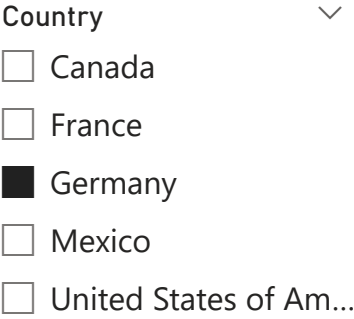 Country
Canada
France
Germany
Mexico
United States of Am...